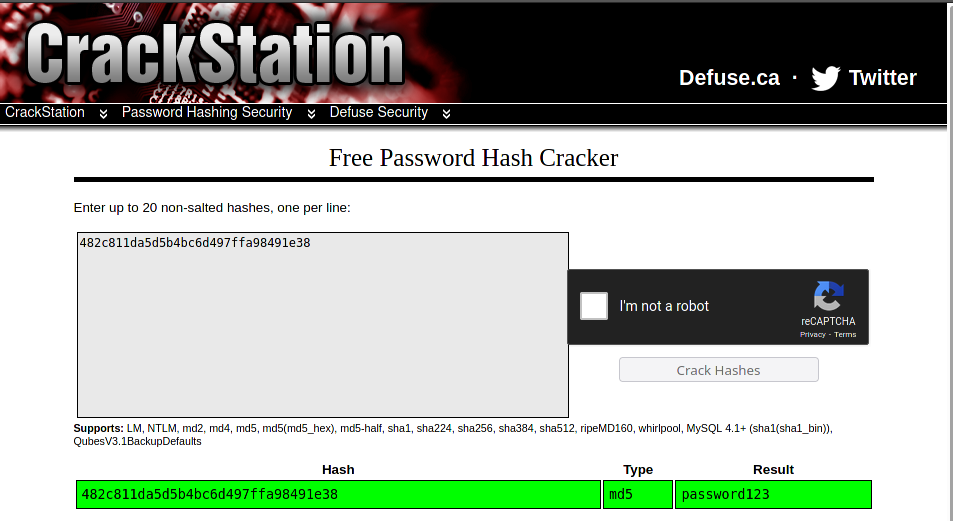 CrackStation
Defuse.ca · Twitter
CrackStation Password Hashing Security Defuse Security
Free Password Hash Cracker
Enter up to 20 non-salted hashes, one per line:
482c811da5d5b4bc6d497ffa98491e38
I'm not a robot
reCAPTCHA
Privacy - Terms
Crack Hashes
Supports: LM, NTLM, md2, md4, md5, md5(md5_hex), md5-half, sha1, sha224, sha256, sha384, sha512, ripeMD160, whirlpool, MySQL 4.1+ (sha1(sha1_bin)),
QubesV3.1BackupDefaults
Hash Type Result
482c811da5d5b4bc6d497ffa98491e38 md5 password123